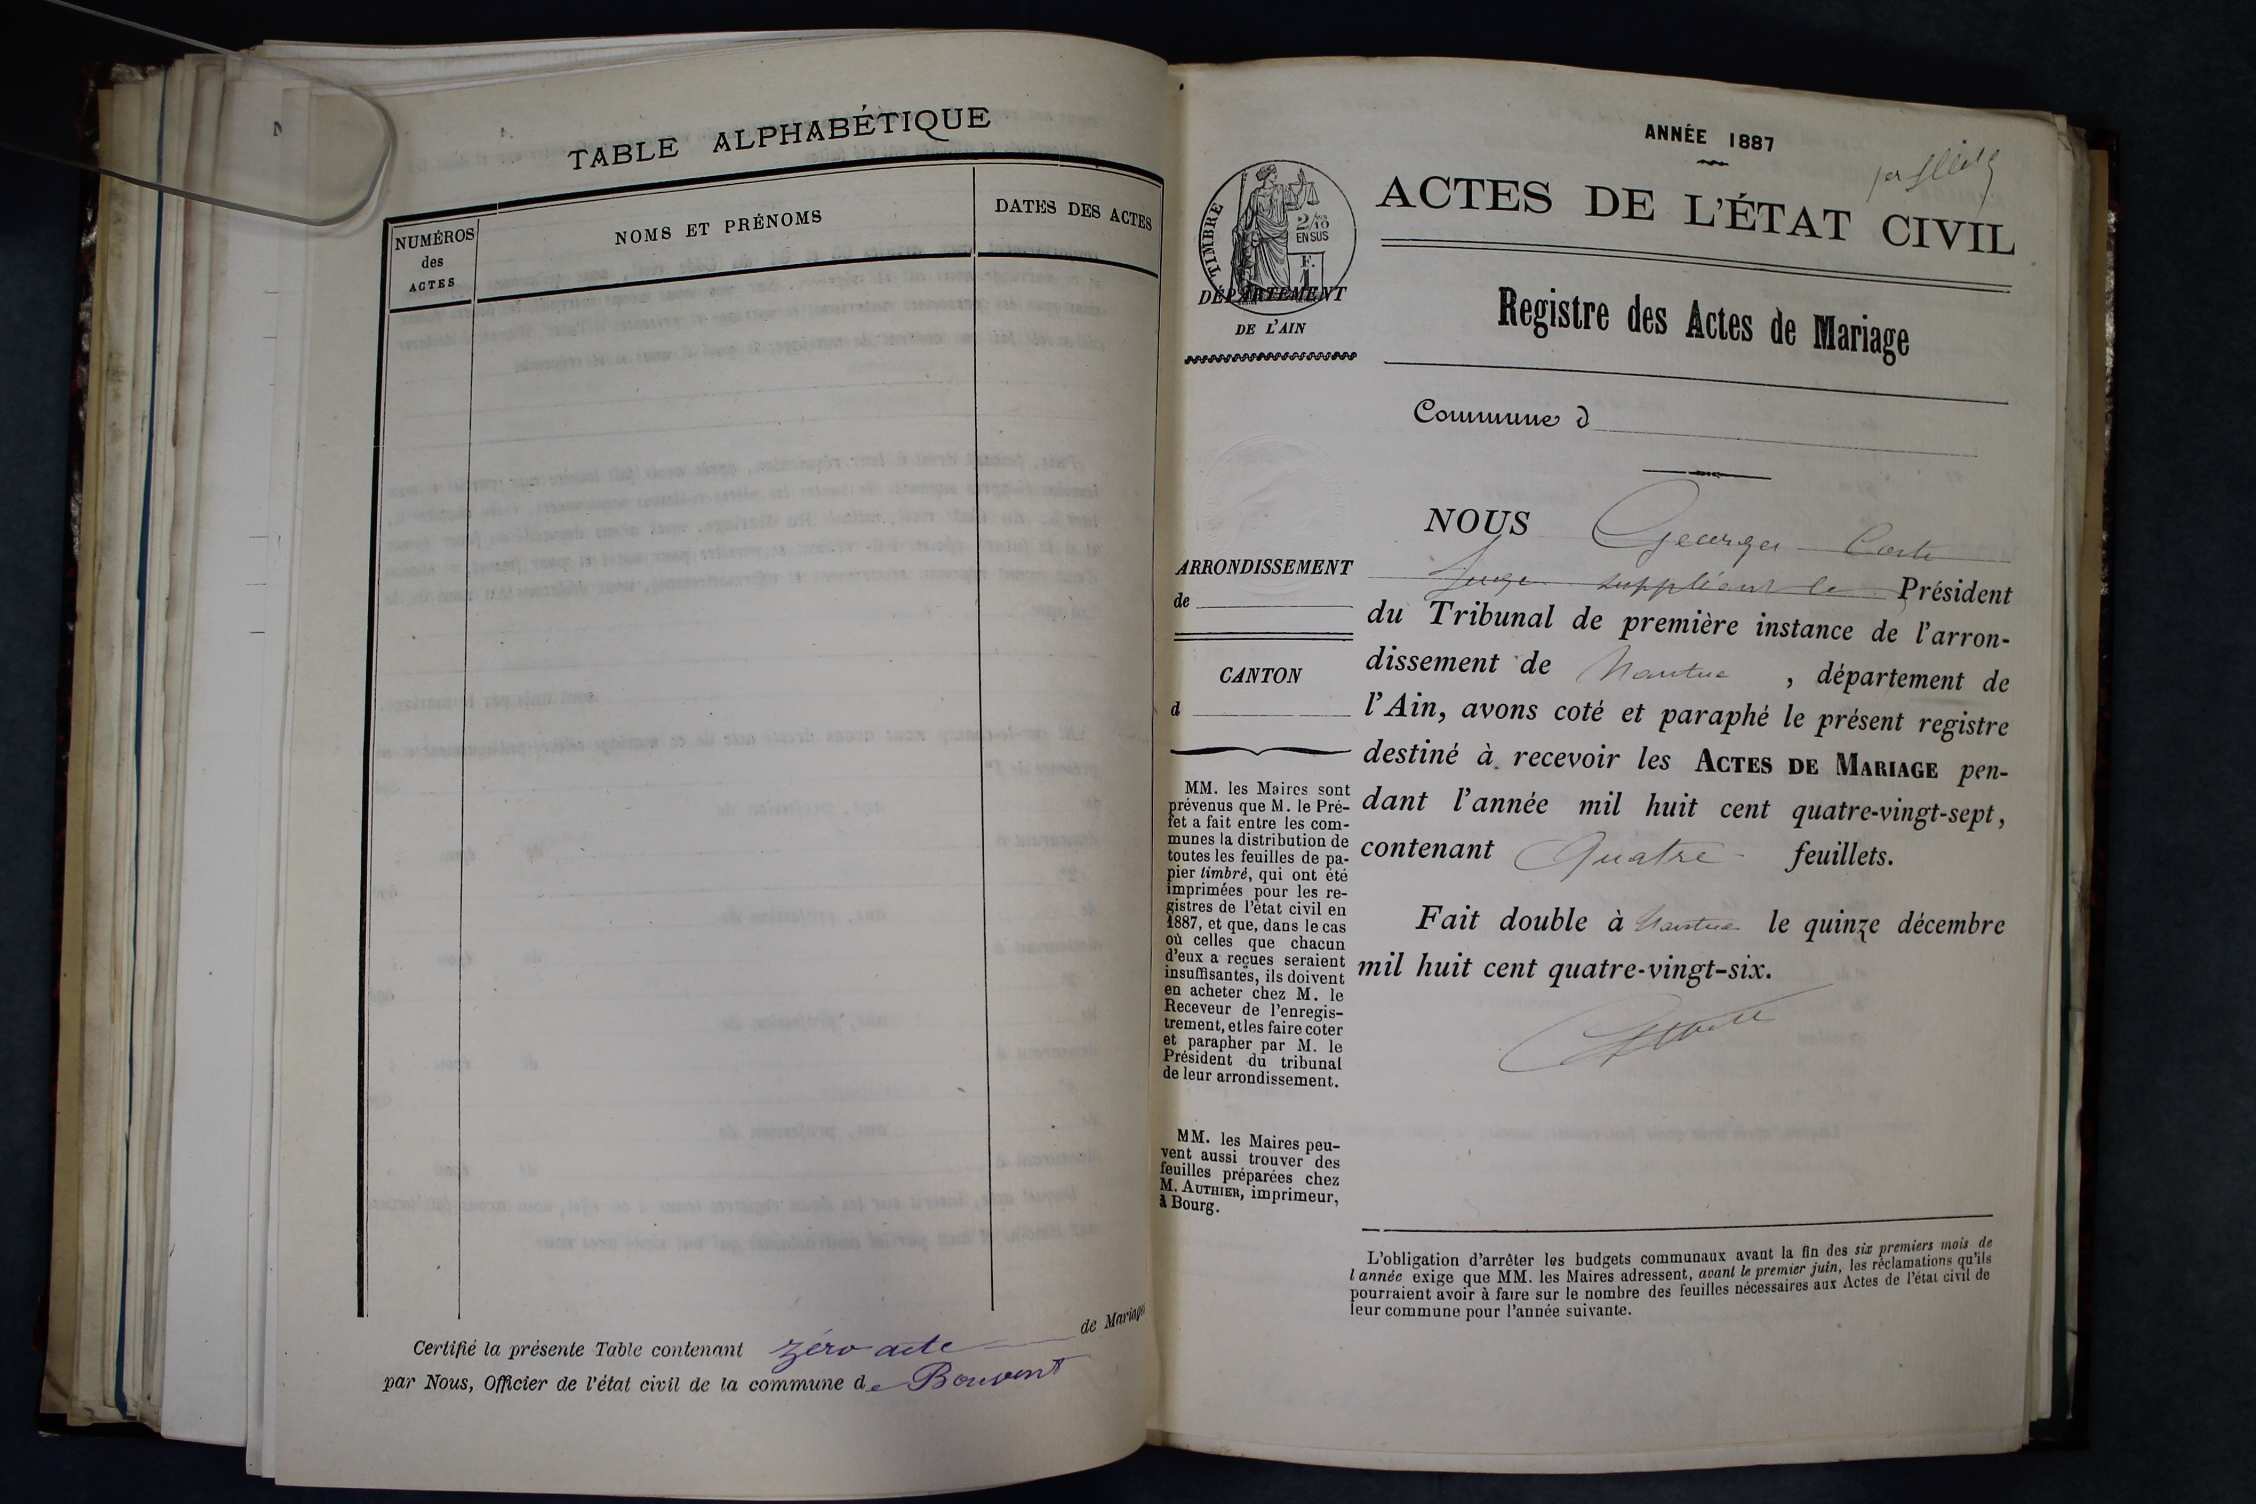 TABLE ALPHABÉTIQUE
NUMÉROS
des
ACTES
NOMS ET PRÉNOMS
DATES DES ACTES
Certifié la présente Table contenant zéro acte de Mariage
par Nous, Officier de l'état civil de la commune de Bouvent
ANNÉE 1887
ACTES DE L'ÉTAT CIVIL
TIMBRE
2/10
EN SUS
F.
1
DÉPARTEMENT
DE L'AIN
Registre des Actes de Mariage
Commune d
ARRONDISSEMENT
de
CANTON
d
MM. les Maires sont
prévenus que M. le Pré-
fet a fait entre les com-
munes la distribution de
toutes les feuilles de pa-
pier timbré, qui ont été
imprimées pour les re-
gistres de l'état civil en
1887, et que, dans le cas
où celles que chacun
d'eux a reçues seraient
insuffisantes, ils doivent
en acheter chez M. le
Receveur de l'enregis-
trement, et les faire coter
et parapher par M. le
Président du tribunal
de leur arrondissement.
MM. les Maires peu-
vent aussi trouver des
feuilles préparées chez
M. AUTHIER, imprimeur,
à Bourg.
NOUS Georges
Juge suppléant le Président
du Tribunal de première instance de l'arron-
dissement de Nantua, département de
l'Ain, avons coté et paraphé le présent registre
destiné à recevoir les ACTES DE MARIAGE pen-
dant l'année mil huit cent quatre-vingt-sept,
contenant Quatre feuillets.
Fait double à Nantua le quinze décembre
mil huit cent quatre-vingt-six.
L'obligation d'arrêter les budgets communaux avant la fin des six premiers mois de
l'année exige que MM. les Maires adressent, avant le premier juin, les réclamations qu'ils
pourraient avoir à faire sur le nombre des feuilles nécessaires aux Actes de l'état civil de
leur commune pour l'année suivante.